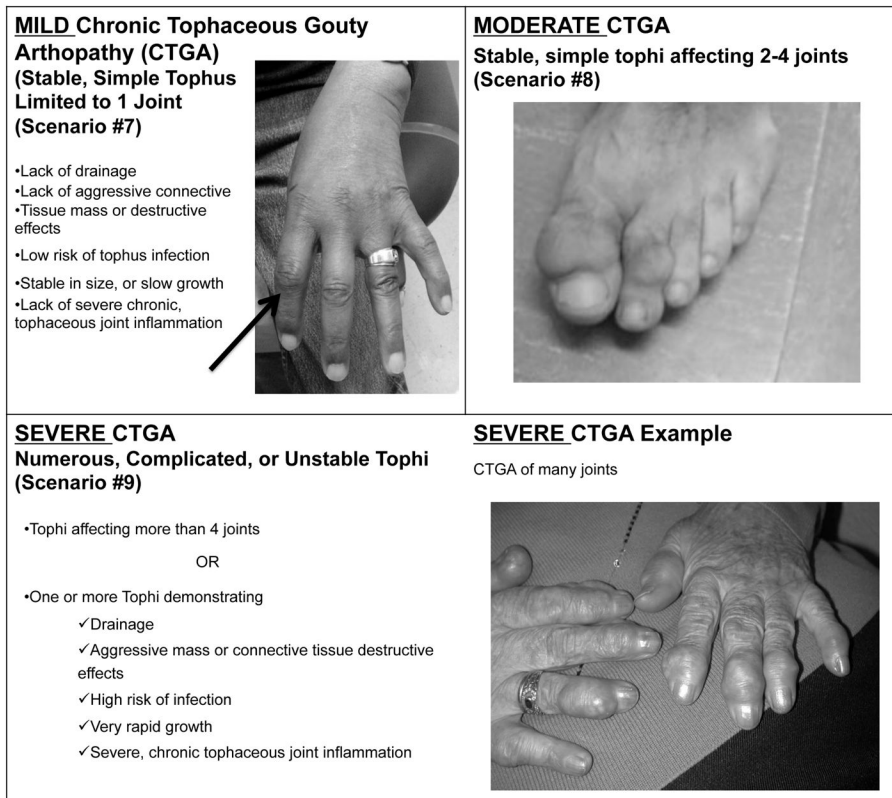 MILD Chronic Tophaceous Gouty
Arthopathy (CTGA)
(Stable, Simple Tophus
Limited to 1 Joint
(Scenario #7)
•Lack of drainage
•Lack of aggressive connective
•Tissue mass or destructive
effects
•Low risk of tophus infection
•Stable in size, or slow growth
•Lack of severe chronic,
tophaceous joint inflammation
MODERATE CTGA
Stable, simple tophi affecting 2-4 joints
(Scenario #8)
SEVERE CTGA
Numerous, Complicated, or Unstable Tophi
(Scenario #9)
•Tophi affecting more than 4 joints
OR
•One or more Tophi demonstrating
✓Drainage
✓Aggressive mass or connective tissue destructive
effects
✓High risk of infection
✓Very rapid growth
✓Severe, chronic tophaceous joint inflammation
SEVERE CTGA Example
CTGA of many joints